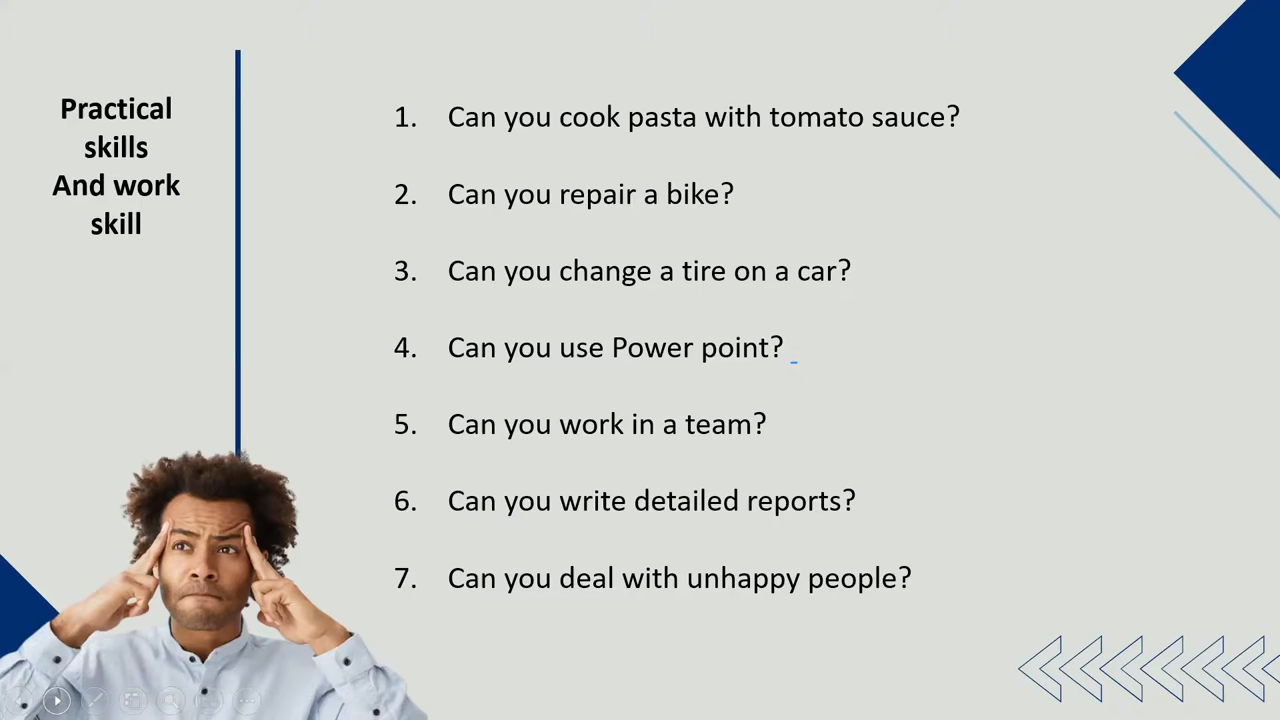 Practical
skills
And work
skill
1. Can you cook pasta with tomato sauce?
2. Can you repair a bike?
3. Can you change a tire on a car?
4. Can you use Power point?
5. Can you work in a team?
6. Can you write detailed reports?
7. Can you deal with unhappy people?